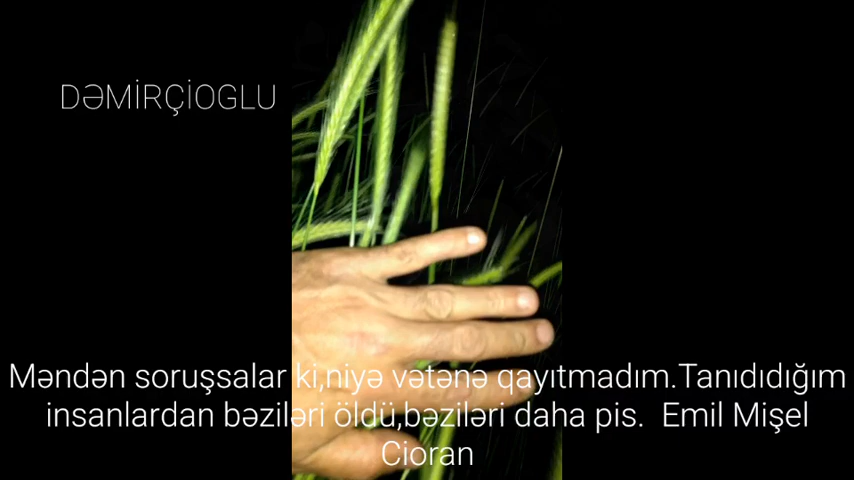 DƏMİRÇİOGLU
Məndən soruşsalar ki,niyə vətənə qayıtmadım.Tanıdıdığım
insanlardan bəziləri öldü,bəziləri daha pis.  Emil Mişel
Cioran